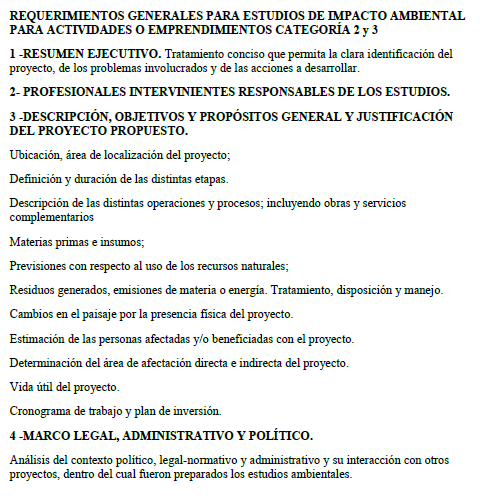 REQUERIMIENTOS GENERALES PARA ESTUDIOS DE IMPACTO AMBIENTAL
PARA ACTIVIDADES O EMPRENDIMIENTOS CATEGORÍA 2 y 3
1 -RESUMEN EJECUTIVO. Tratamiento conciso que permita la clara identificación del
proyecto, de los problemas involucrados y de las acciones a desarrollar.
2- PROFESIONALES INTERVINIENTES RESPONSABLES DE LOS ESTUDIOS.
3 -DESCRIPCIÓN, OBJETIVOS Y PROPÓSITOS GENERAL Y JUSTIFICACIÓN
DEL PROYECTO PROPUESTO.
Ubicación, área de localización del proyecto;
Definición y duración de las distintas etapas.
Descripción de las distintas operaciones y procesos; incluyendo obras y servicios
complementarios
Materias primas e insumos;
Previsiones con respecto al uso de los recursos naturales;
Residuos generados, emisiones de materia o energía. Tratamiento, disposición y manejo.
Cambios en el paisaje por la presencia física del proyecto.
Estimación de las personas afectadas y/o beneficiadas con el proyecto.
Determinación del área de afectación directa e indirecta del proyecto.
Vida útil del proyecto.
Cronograma de trabajo y plan de inversión.
4 -MARCO LEGAL, ADMINISTRATIVO Y POLÍTICO.
Análisis del contexto político, legal-normativo y administrativo y su interacción con otros
proyectos, dentro del cual fueron preparados los estudios ambientales.